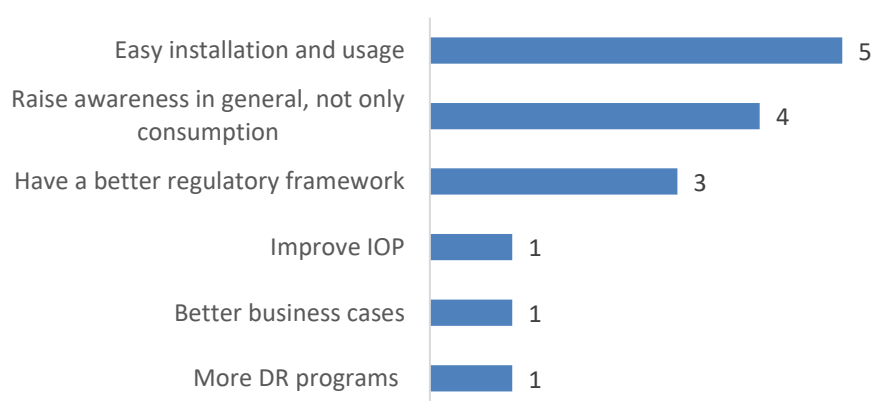 Easy installation and usage 5
Raise awareness in general, not only
consumption 4
Have a better regulatory framework 3
Improve IOP 1
Better business cases 1
More DR programs 1